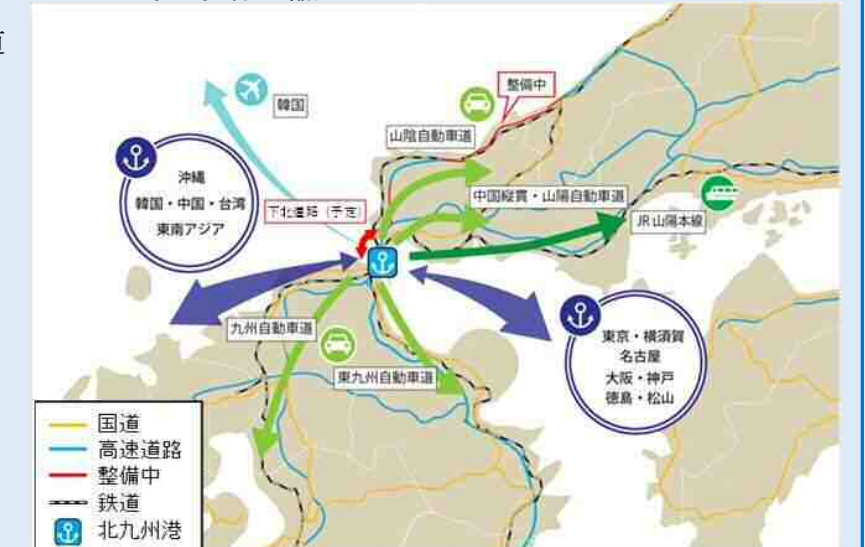 道
整備中
韓国
山陰自動車道
沖縄
韓国・中国・台湾
東南アジア
中国縦貫・山陽自動車道
下北道路（予定）
JR山陽本線
九州自動車道
東九州自動車道
東京・横須賀
名古屋
大阪・神戸
徳島・松山
国道
高速道路
整備中
鉄道
北九州港